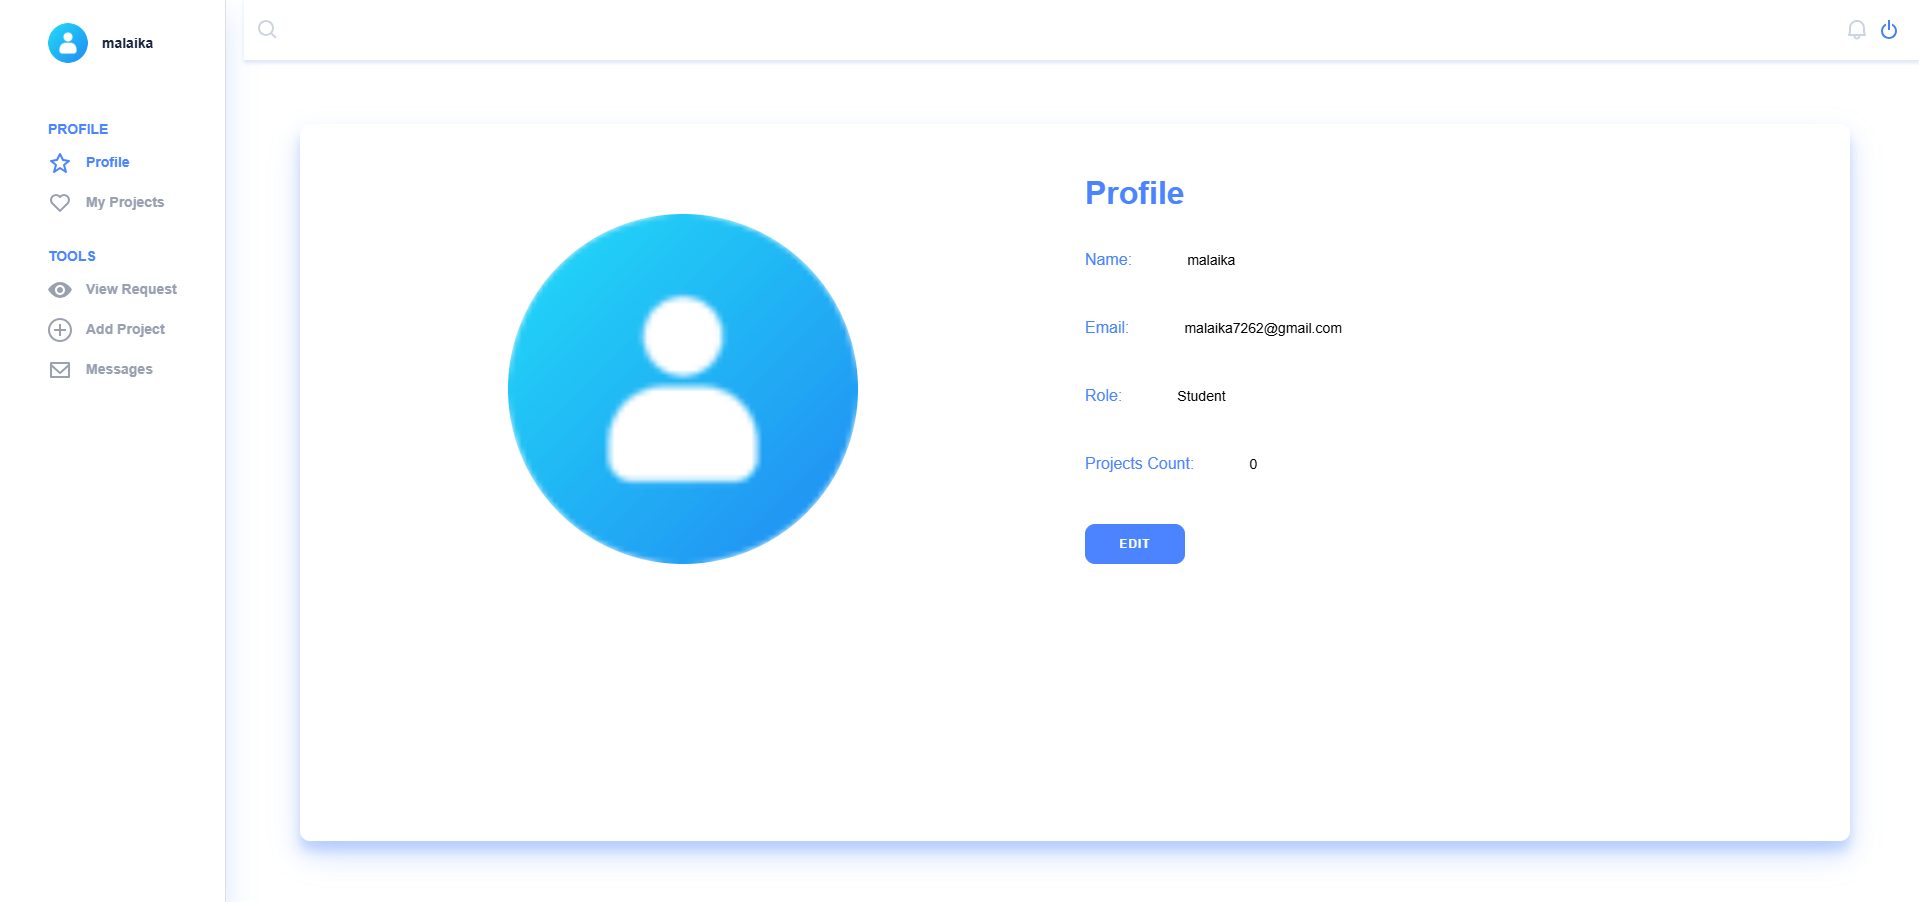 malaika
PROFILE
Profile
My Projects
TOOLS
View Request
Add Project
Messages
Profile
Name: malaika
Email: malaika7262@gmail.com
Role: Student
Projects Count: 0
EDIT